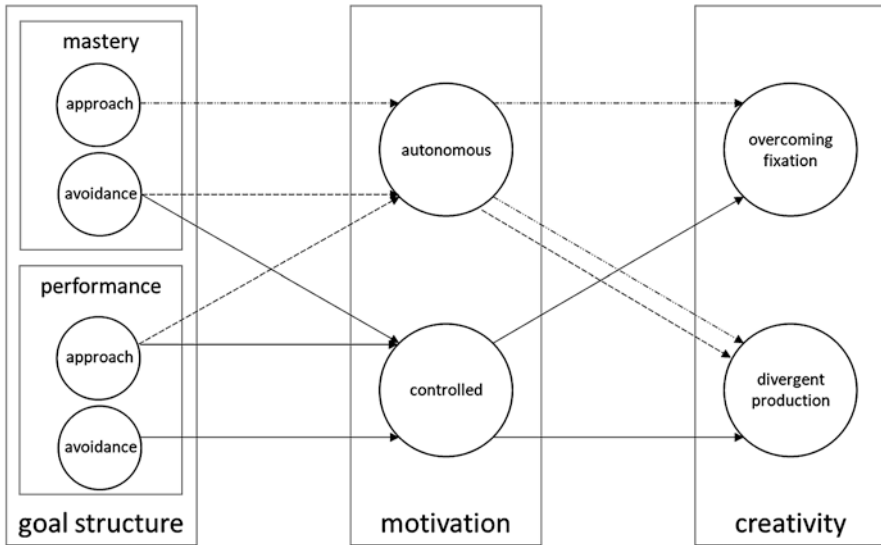 mastery
approach
avoidance
performance
approach
avoidance
goal structure
autonomous
controlled
motivation
overcoming
fixation
divergent
production
creativity